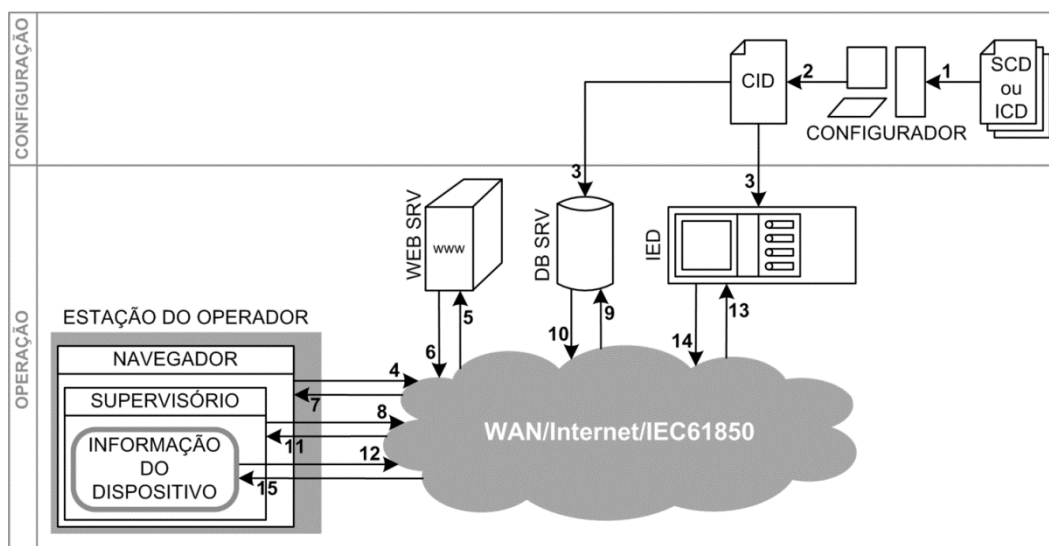 CONFIGURAÇÃO
SCD
ou
ICD
1
CONFIGURADOR
2
CID
3
3
OPERAÇÃO
WEB SRV
www
DB SRV
IED
5
6
9
10
13
14
ESTAÇÃO DO OPERADOR
NAVEGADOR
4
7
SUPERVISÓRIO
8
11
INFORMAÇÃO
DO
DISPOSITIVO
12
15
WAN/Internet/IEC61850